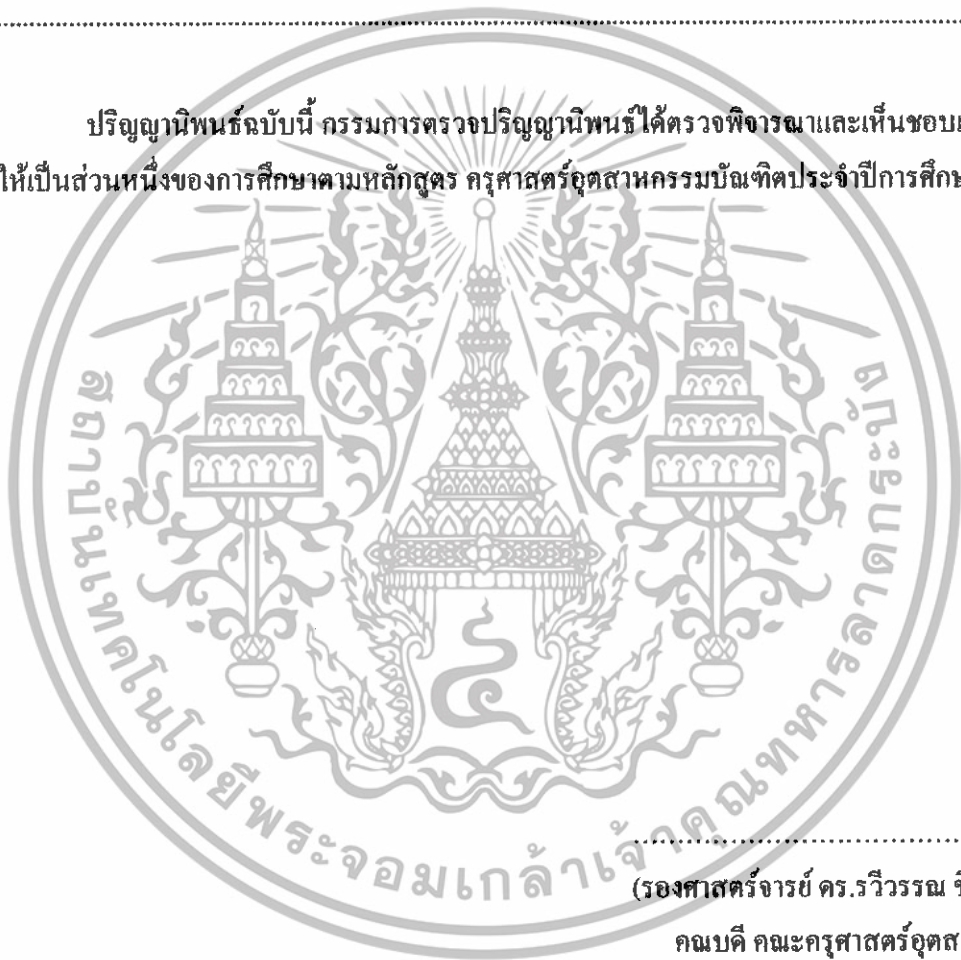 ปริญญานิพนธ์ฉบับนี้ กรรมการตรวจปริญญานิพนธ์ได้ตรวจพิจารณาและเห็นชอบ
ให้เป็นส่วนหนึ่งของการศึกษาตามหลักสูตร ครุศาสตร์อุตสาหกรรมบัณฑิตประจำปีการศึกษ
สถาบันเทคโนโลยีพระจอมเกล้าเจ้าคุณทหารลาดกระบัง
๔
(รองศาสตร์จารย์ ดร.รวีวรรณ
คณบดี คณะครุศาสตร์อุตส